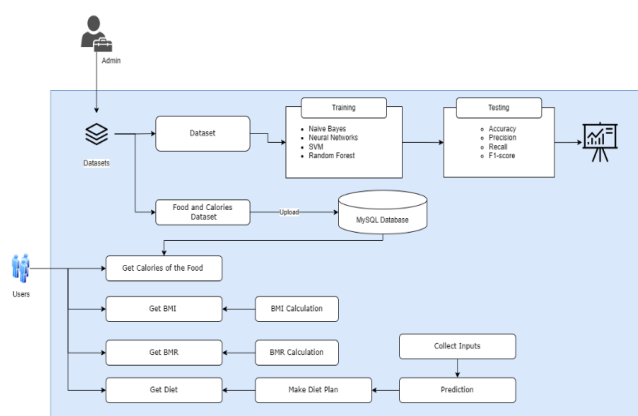 Admin
Training
Testing
Dataset
Naive Bayes
Neural Networks
SVM
Random Forest
Accuracy
Precision
Recall
F1-score
Datasets
Food and Calories
Dataset
Upload
MySQL Database
Get Calories of the Food
Users
Get BMI
BMI Calculation
Get BMR
BMR Calculation
Collect Inputs
Get Diet
Make Diet Plan
Prediction